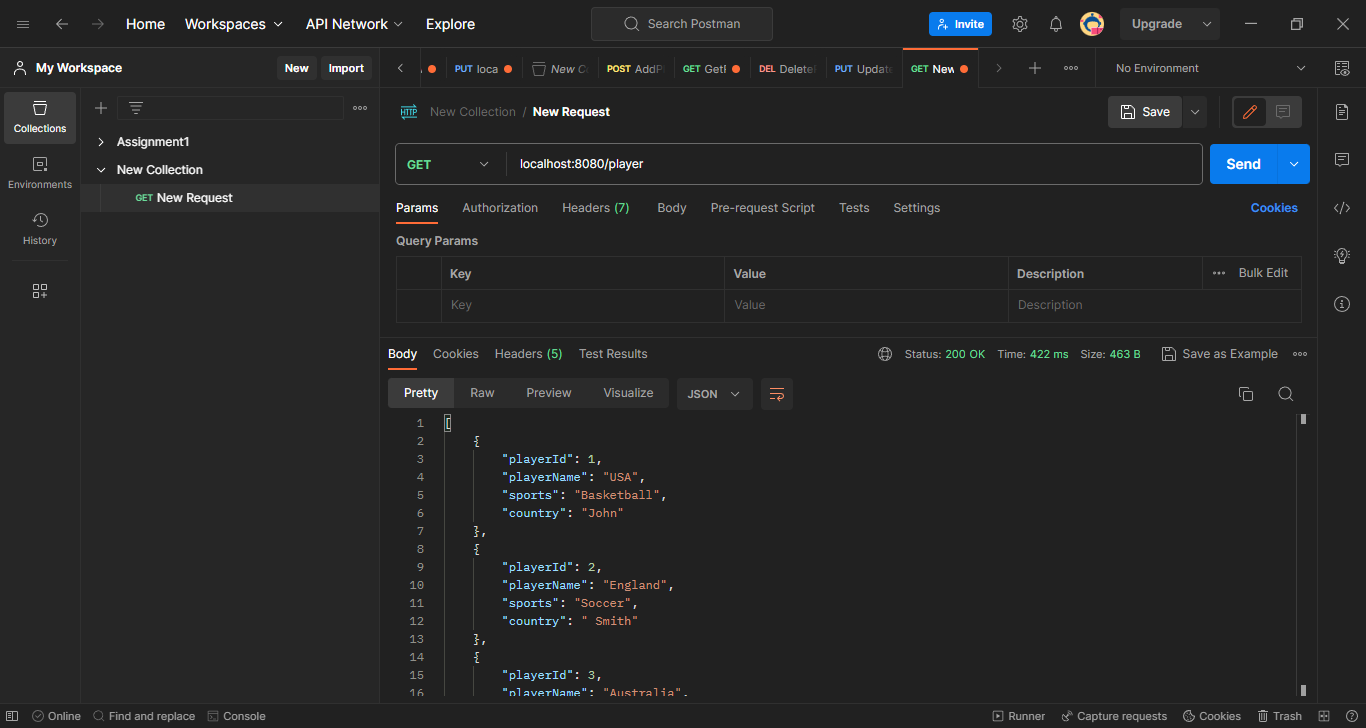 Home Workspaces API Network Explore Search Postman Invite Upgrade
My Workspace New Import PUT loca New Co POST AddPl GET GetP DEL DeleteP PUT Update GET New No Environment
Collections
Environments
History
Assignment1
New Collection
GET New Request
HTTP New Collection / New Request Save
GET localhost:8080/player Send
Params Authorization Headers (7) Body Pre-request Script Tests Settings Cookies
Query Params
Key Value Description Bulk Edit
Key Value Description
Body Cookies Headers (5) Test Results Status: 200 OK Time: 422 ms Size: 463 B Save as Example
Pretty Raw Preview Visualize JSON
1 [
2 {
3 "playerId": 1,
4 "playerName": "USA",
5 "sports": "Basketball",
6 "country": "John"
7 },
8 {
9 "playerId": 2,
10 "playerName": "England",
11 "sports": "Soccer",
12 "country": " Smith"
13 },
14 {
15 "playerId": 3,
16 "playerName": "Australia",
Online Find and replace Console Runner Capture requests Cookies Trash